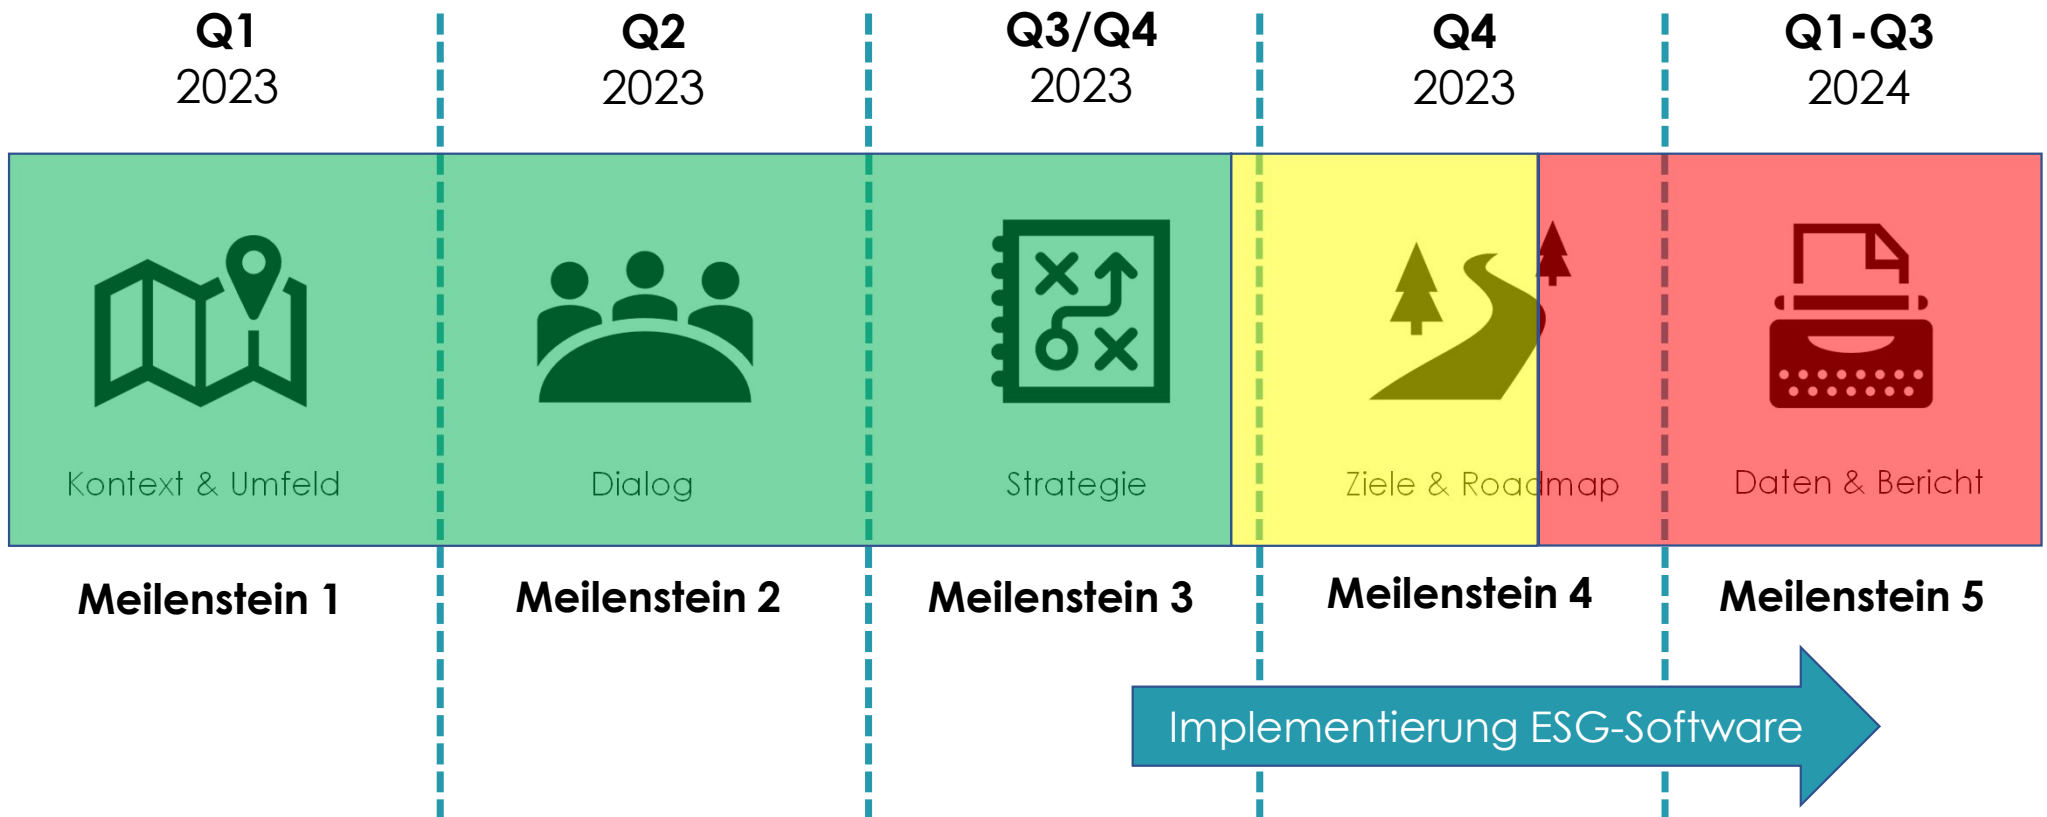 Q1
2023
Q2
2023
Q3/Q4
2023
Q4
2023
Q1-Q3
2024
Kontext & Umfeld
Dialog
Strategie
Ziele & Roadmap
Daten & Bericht
Meilenstein 1
Meilenstein 2
Meilenstein 3
Meilenstein 4
Meilenstein 5
Implementierung ESG-Software